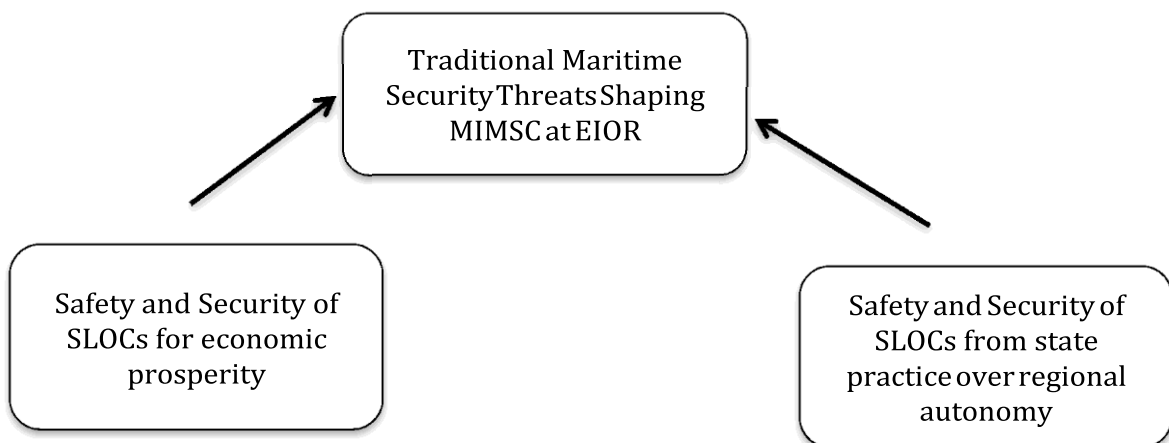 Traditional Maritime
Security Threats Shaping
MIMSC at EIOR
Safety and Security of
SLOCs for economic
prosperity
Safety and Security of
SLOCs from state
practice over regional
autonomy